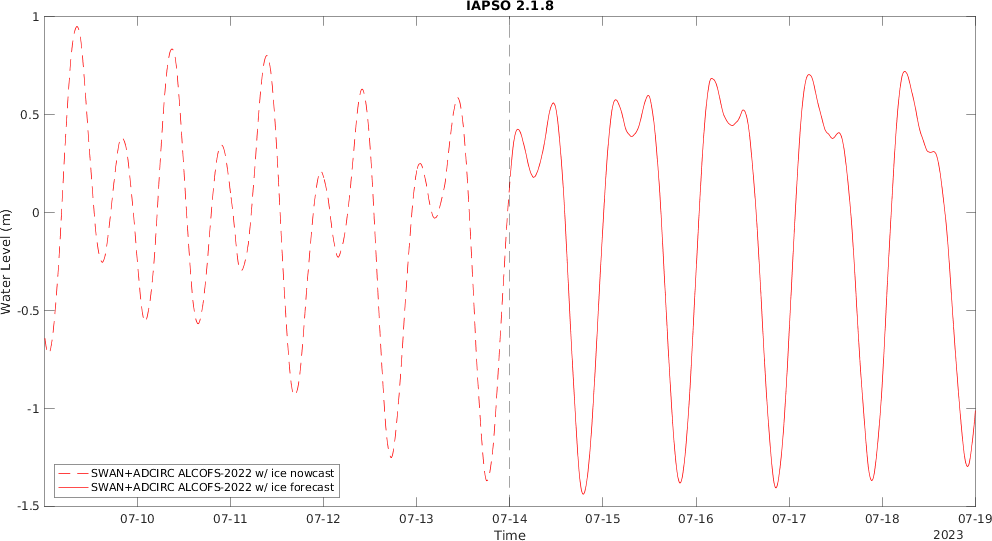 IAPSO 2.1.8
1
0.5
0
-0.5
-1
-1.5
Water Level (m)
SWAN+ADCIRC ALCOFS-2022 w/ ice nowcast
SWAN+ADCIRC ALCOFS-2022 w/ ice forecast
07-10 07-11 07-12 07-13 07-14 07-15 07-16 07-17 07-18 07-19
Time
2023